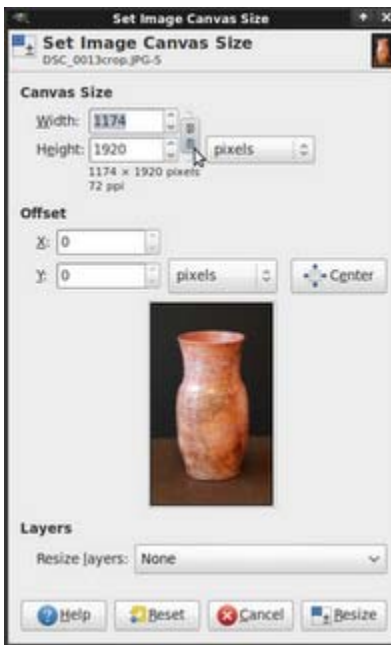 Set Image Canvas Size
Set Image Canvas Size
DSC_0013crop.JPG-5
Canvas Size
Width: 1174
Height: 1920 pixels
1174 × 1920 pixels
72 ppi
Offset
X: 0
Y: 0 pixels Center
Layers
Resize layers: None
Help Reset Cancel Resize